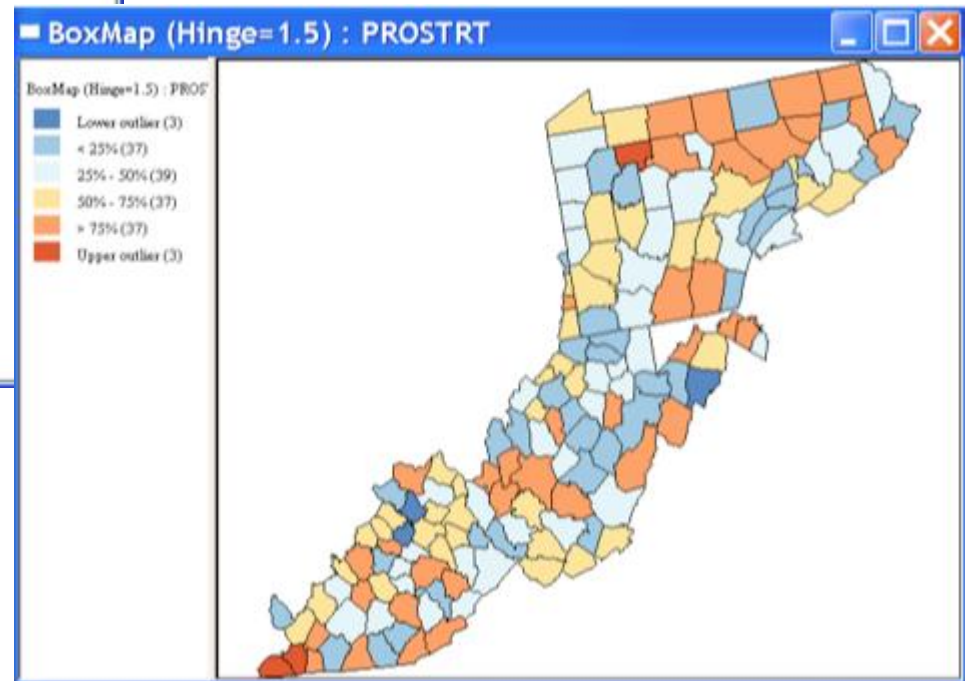 BoxMap (Hinge=1.5) : PROSTRT
BoxMap (Hinge=1.5) : PROS
Lower outlier (3)
< 25% (37)
25% - 50% (39)
50% - 75% (37)
> 75% (37)
Upper outlier (3)